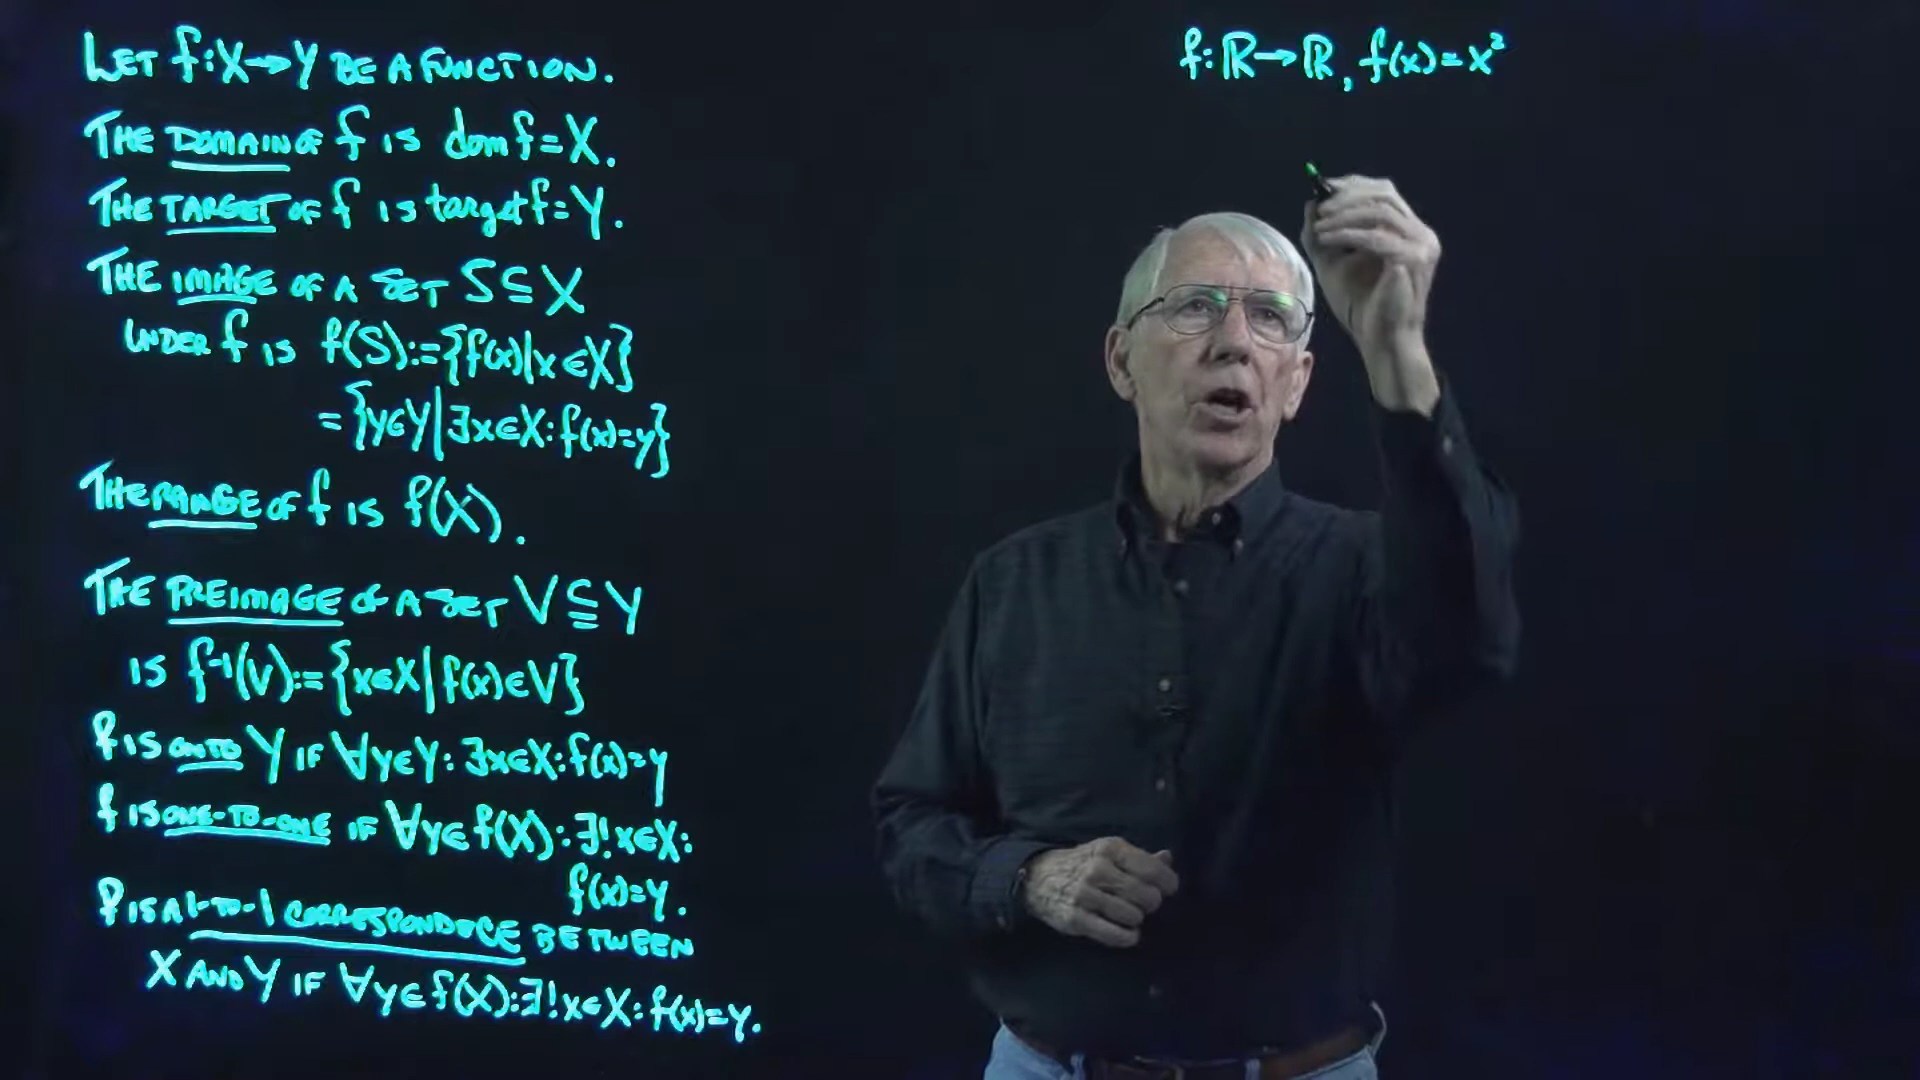 LET f:X→Y BE A FUNCTION.
THE DOMAIN OF f IS dom f=X.
THE TARGET OF f IS target f=Y.
THE IMAGE OF A SET S⊆X
UNDER f IS f(S):={f(x)|x∈X}
={y∈Y|∃x∈X:f(x)=y}
THE RANGE OF f IS f(X).
THE PREIMAGE OF A SET V⊆Y
IS f⁻¹(V):={x∈X|f(x)∈V}
f IS ONTO Y IF ∀y∈Y:∃x∈X:f(x)=y
f IS ONE-TO-ONE IF ∀y∈f(X):∃!x∈X:
f(x)=y.
f IS A 1-TO-1 CORRESPONDECE BETWEEN
X AND Y IF ∀y∈f(X):∃!x∈X:f(x)=y.
f:ℝ→ℝ, f(x)=x²